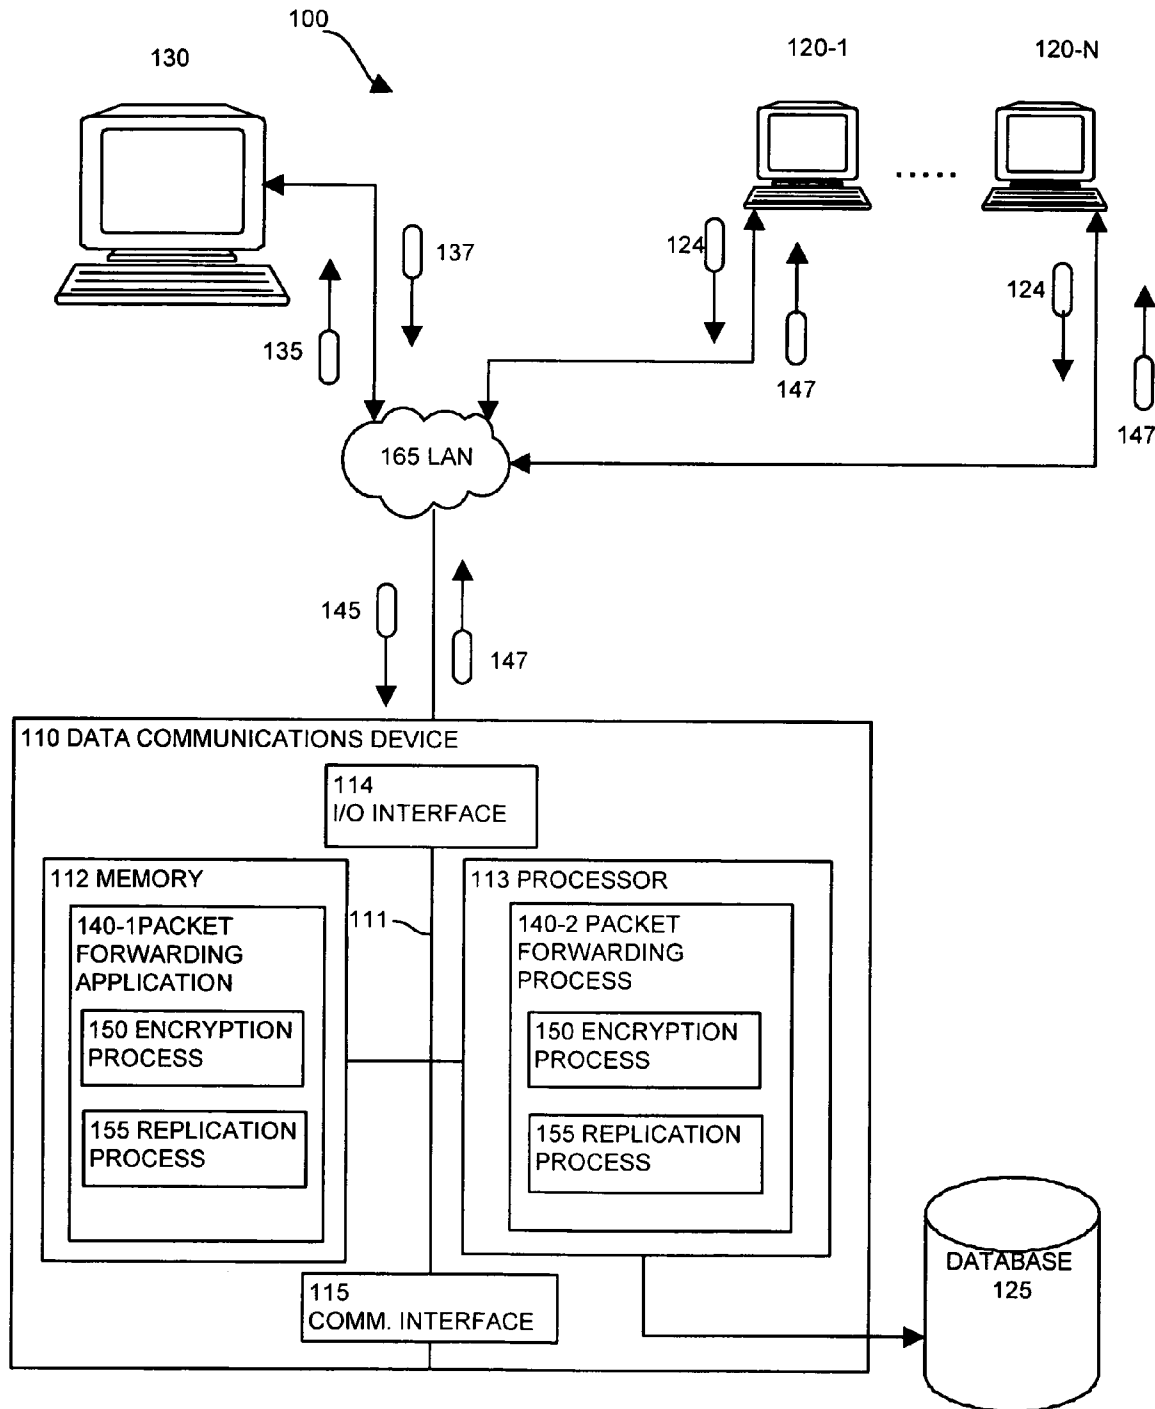 100
130
120-1
120-N
.....
137
124
124
135
147
147
165 LAN
145
147
110 DATA COMMUNICATIONS DEVICE
114
I/O INTERFACE
112 MEMORY
140-1PACKET
FORWARDING
APPLICATION
150 ENCRYPTION
PROCESS
155 REPLICATION
PROCESS
111
113 PROCESSOR
140-2 PACKET
FORWARDING
PROCESS
150 ENCRYPTION
PROCESS
155 REPLICATION
PROCESS
115
COMM. INTERFACE
DATABASE
125